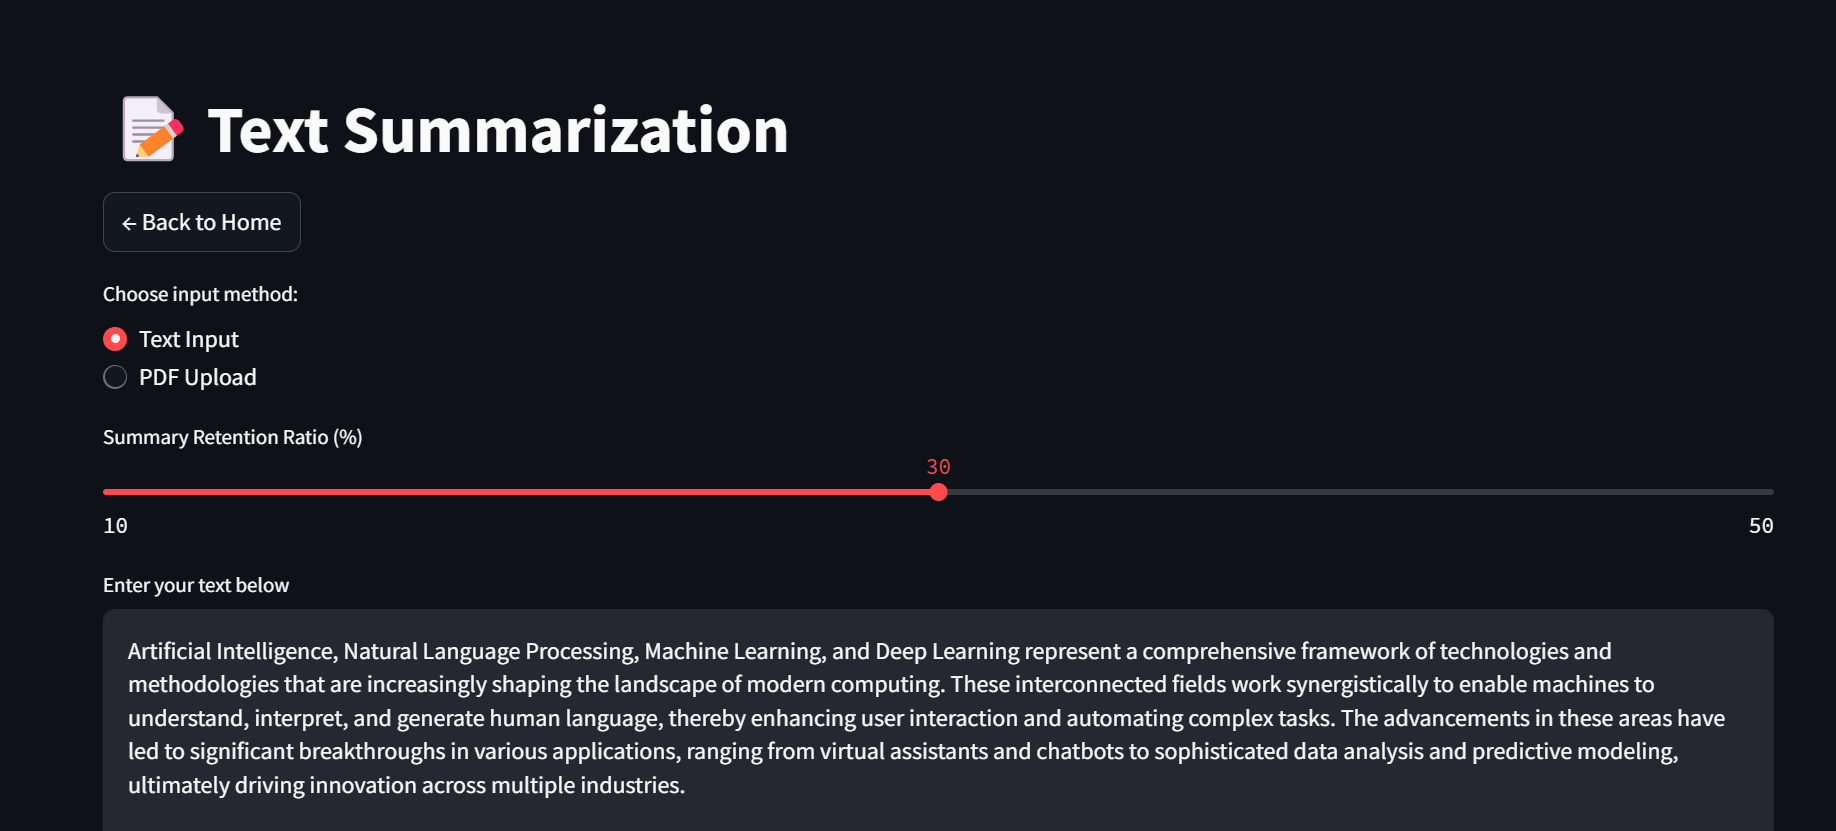 Text Summarization
← Back to Home
Choose input method:
Text Input
PDF Upload
Summary Retention Ratio (%)
30
10
50
Enter your text below
Artificial Intelligence, Natural Language Processing, Machine Learning, and Deep Learning represent a comprehensive framework of technologies and
methodologies that are increasingly shaping the landscape of modern computing. These interconnected fields work synergistically to enable machines to
understand, interpret, and generate human language, thereby enhancing user interaction and automating complex tasks. The advancements in these areas have
led to significant breakthroughs in various applications, ranging from virtual assistants and chatbots to sophisticated data analysis and predictive modeling,
ultimately driving innovation across multiple industries.